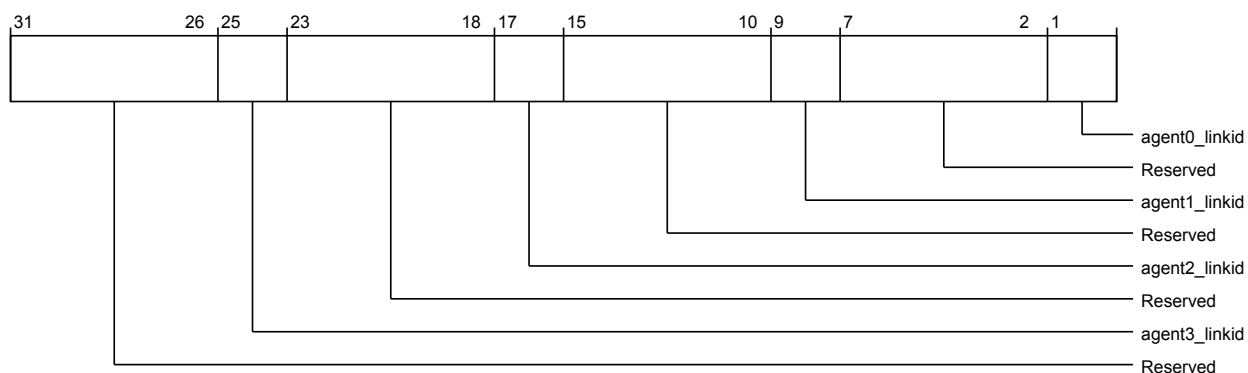 31 26 25 23 18 17 15 10 9 7 2 1
agent0_linkid
Reserved
agent1_linkid
Reserved
agent2_linkid
Reserved
agent3_linkid
Reserved